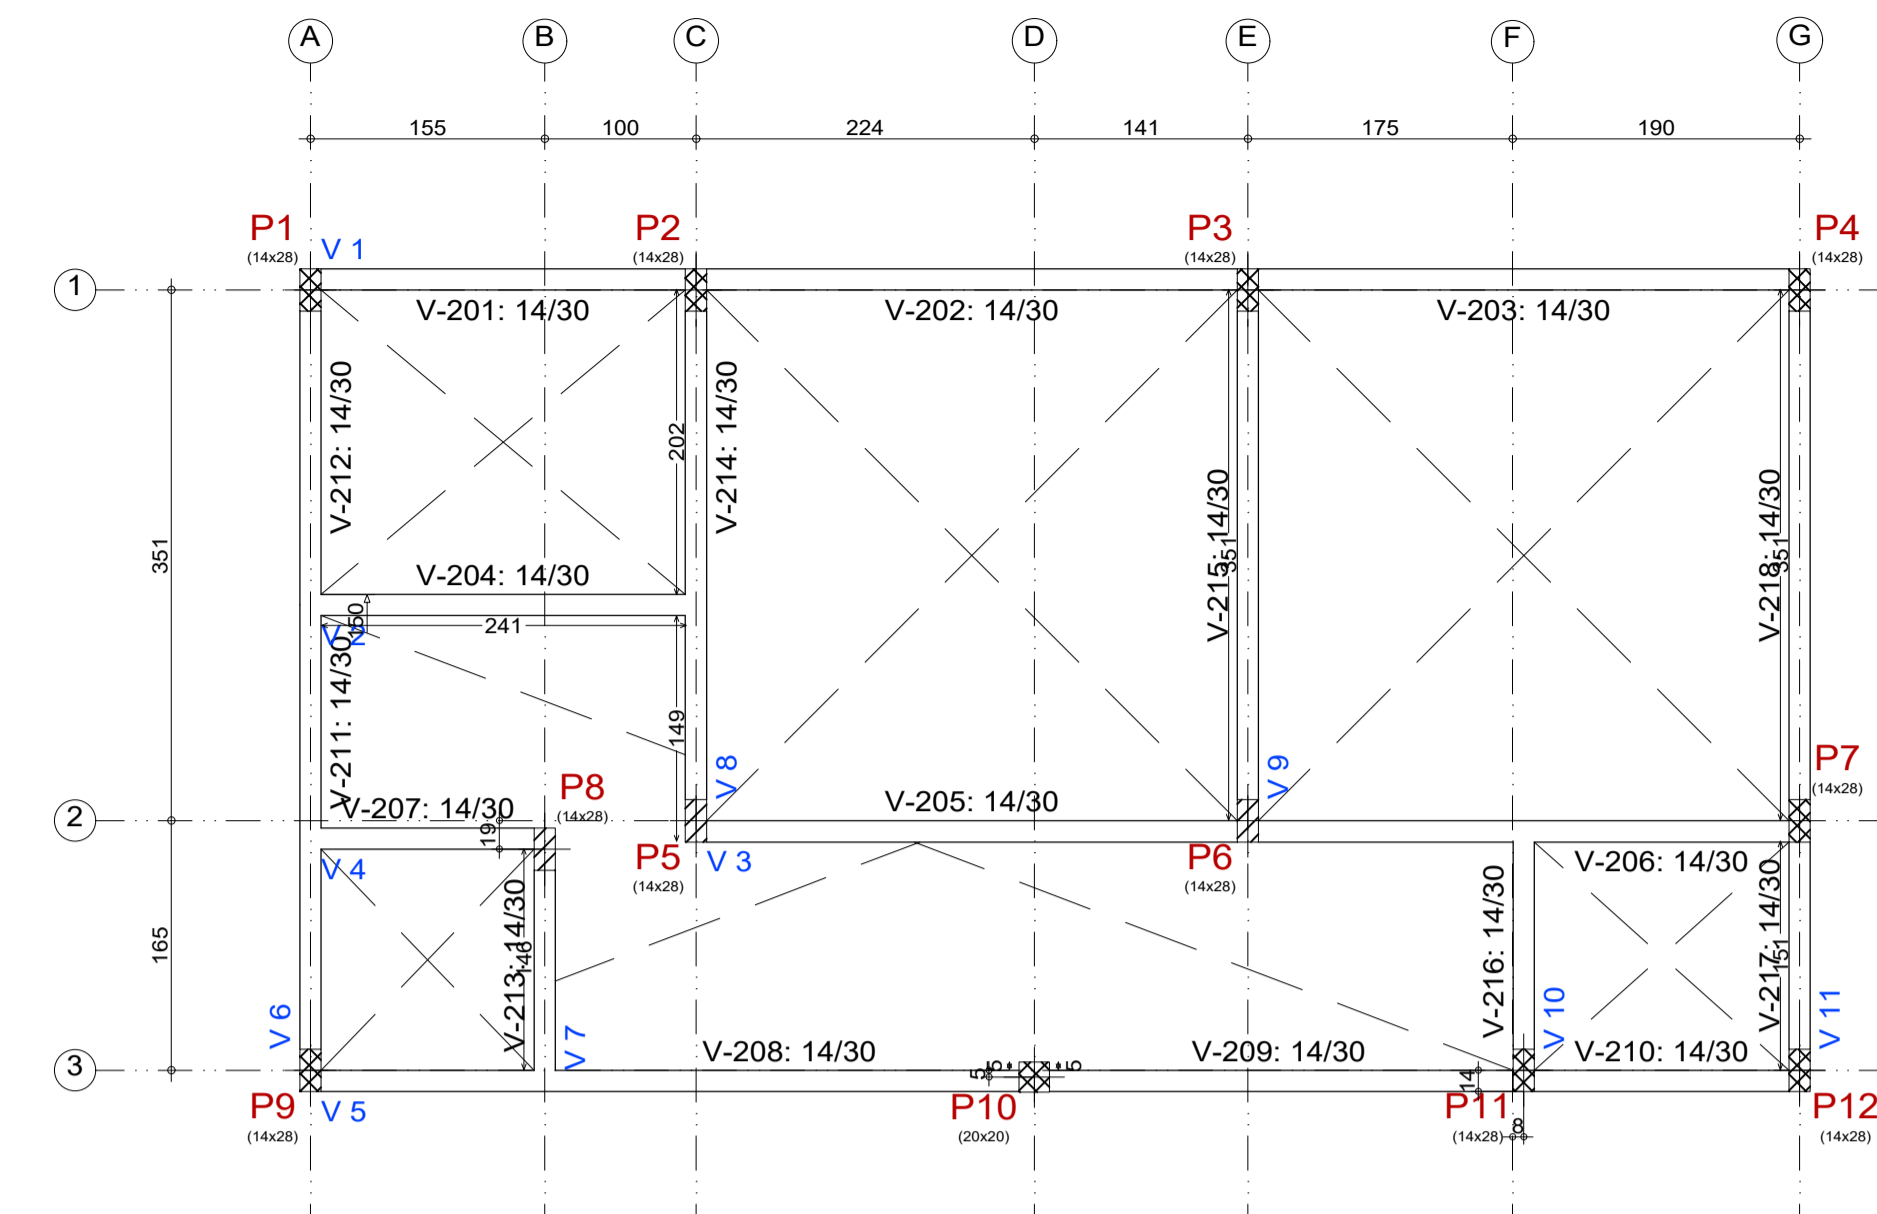 A B C D E F G
155 100 224 141 175 190
P1 V 1 P2 P3 P4
(14x28) (14x28) (14x28) (14x28)
1
V-201: 14/30 V-202: 14/30 V-203: 14/30
V-212: 14/30
202
V-214: 14/30
351
V-215: 14/30
351
V-218: 14/30
351
V-204: 14/30
150
241
V 2
V-211: 14/30
149
V 8
V 9
P7
(14x28)
P8
(14x28)
V-207: 14/30
V-205: 14/30
2
19
V 4
P5 V 3 P6
(14x28) (14x28)
V-206: 14/30
165
V-213: 14/30
146
V-216: 14/30
V-217: 14/30
151
V 6
V 7
V 10
V 11
V-208: 14/30 V-209: 14/30 V-210: 14/30
3
5 5 5
14
P9 V 5 P10 P11 P12
(14x28) (20x20) (14x28) (14x28)
8